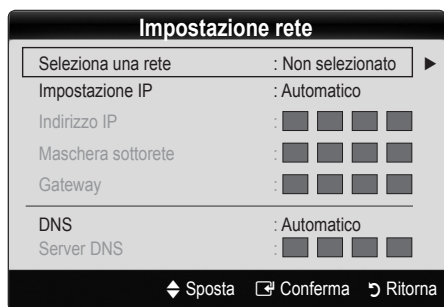 Impostazione rete
Seleziona una rete : Non selezionato ►
Impostazione IP : Automatico
Indirizzo IP :
Maschera sottorete :
Gateway :
DNS : Automatico
Server DNS :
Sposta Conferma Ritorna